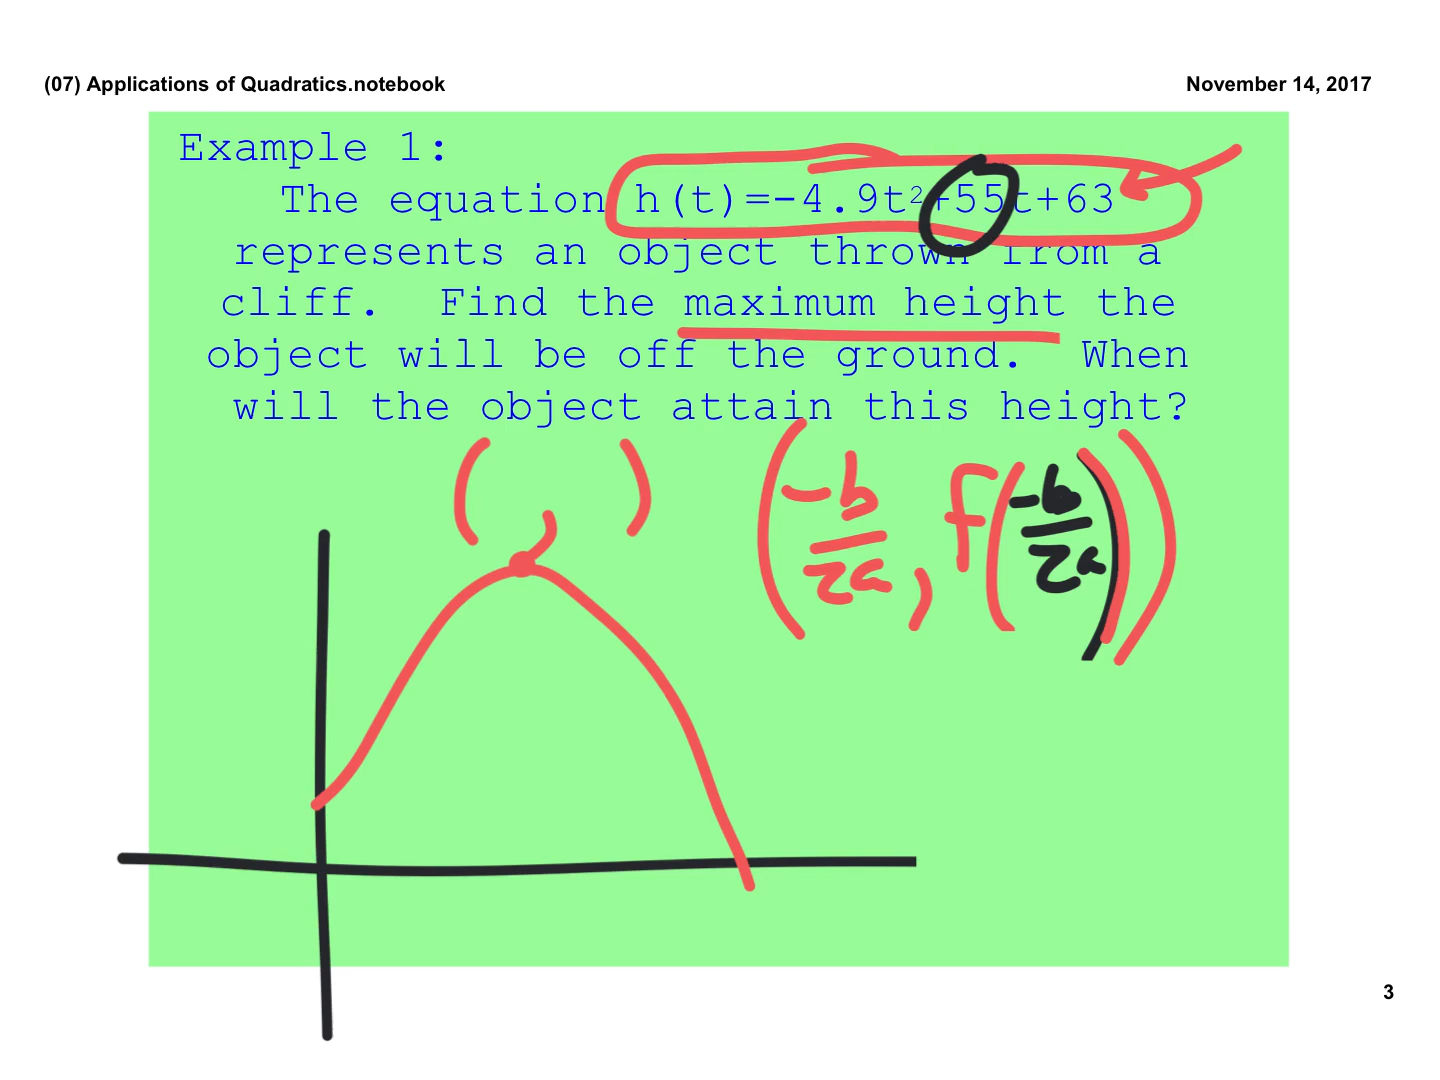 (07) Applications of Quadratics.notebook November 14, 2017
Example 1:
The equation h(t)=-4.9t²+55t+63
represents an object thrown from a
cliff. Find the maximum height the
object will be off the ground. When
will the object attain this height?
( , ) (-b/2a, f(-b/2a))
3